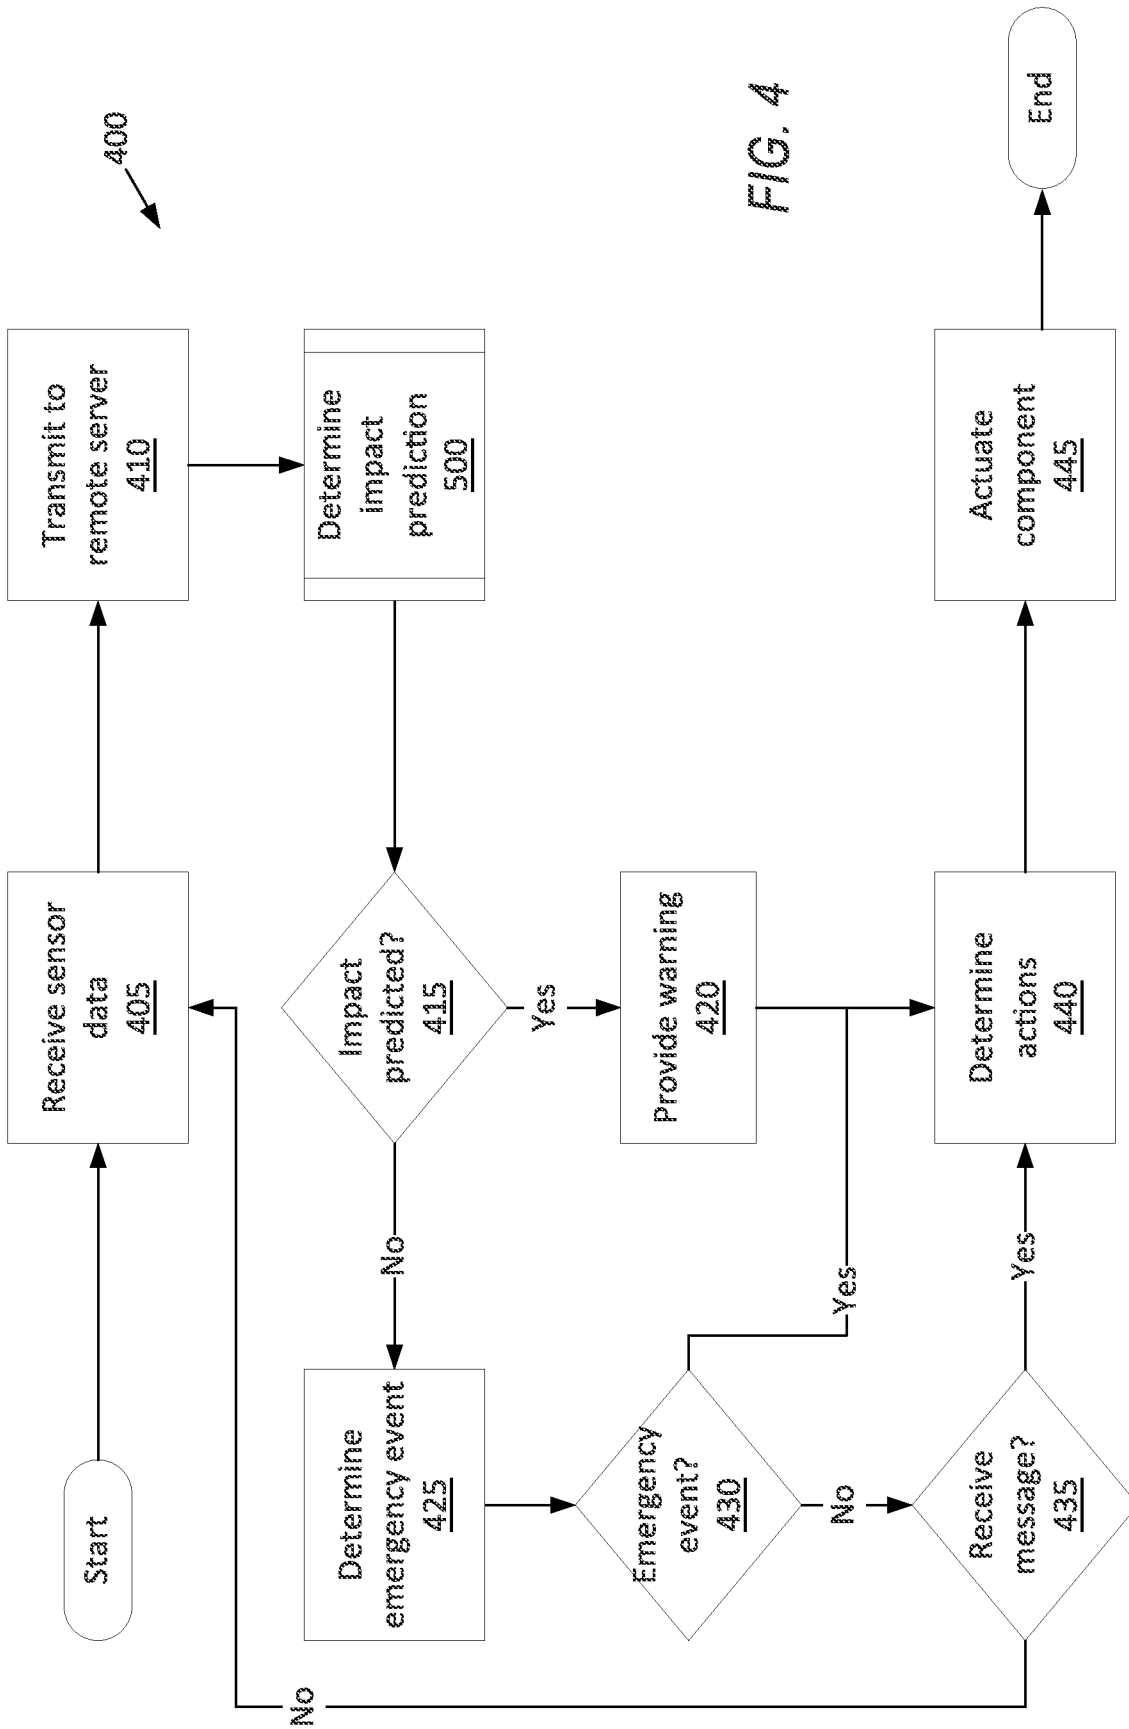 400
Start
Receive sensor
data
405
Transmit to
remote server
410
Determine
impact
prediction
500
Impact
predicted?
415
No
Yes
Determine
emergency event
425
Provide warning
420
Emergency
event?
430
Yes
No
Receive
message?
435
Yes
No
Determine
actions
440
Actuate
component
445
End
FIG. 4